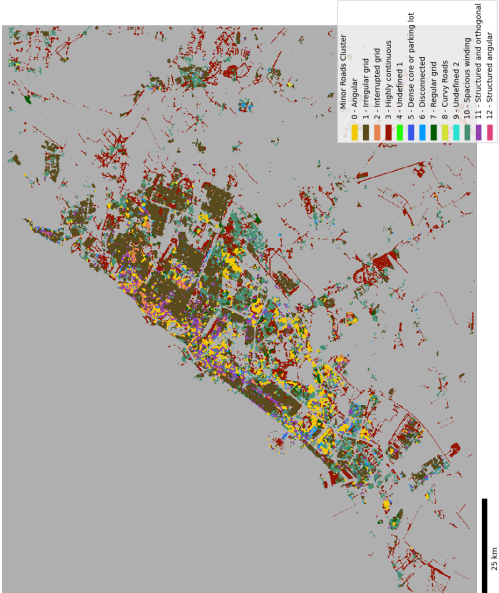 Minor Roads Cluster
0 - Angular
1 - Irregular grid
2 - Interrupted grid
3 - Highly continuous
4 - Undefined 1
5 - Dense core or parking lot
6 - Disconnected
7 - Regular grid
8 - Curvy Roads
9 - Undefined 2
10 - Spacious winding
11 - Structured and orthogonal
12 - Structured angular
25 km